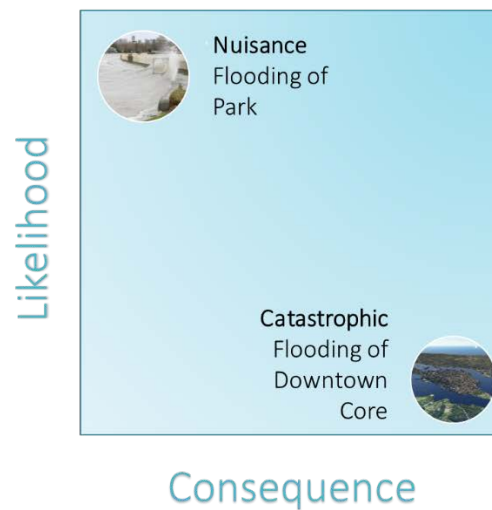 Nuisance
Flooding of
Park
Likelihood
Catastrophic
Flooding of
Downtown
Core
Consequence